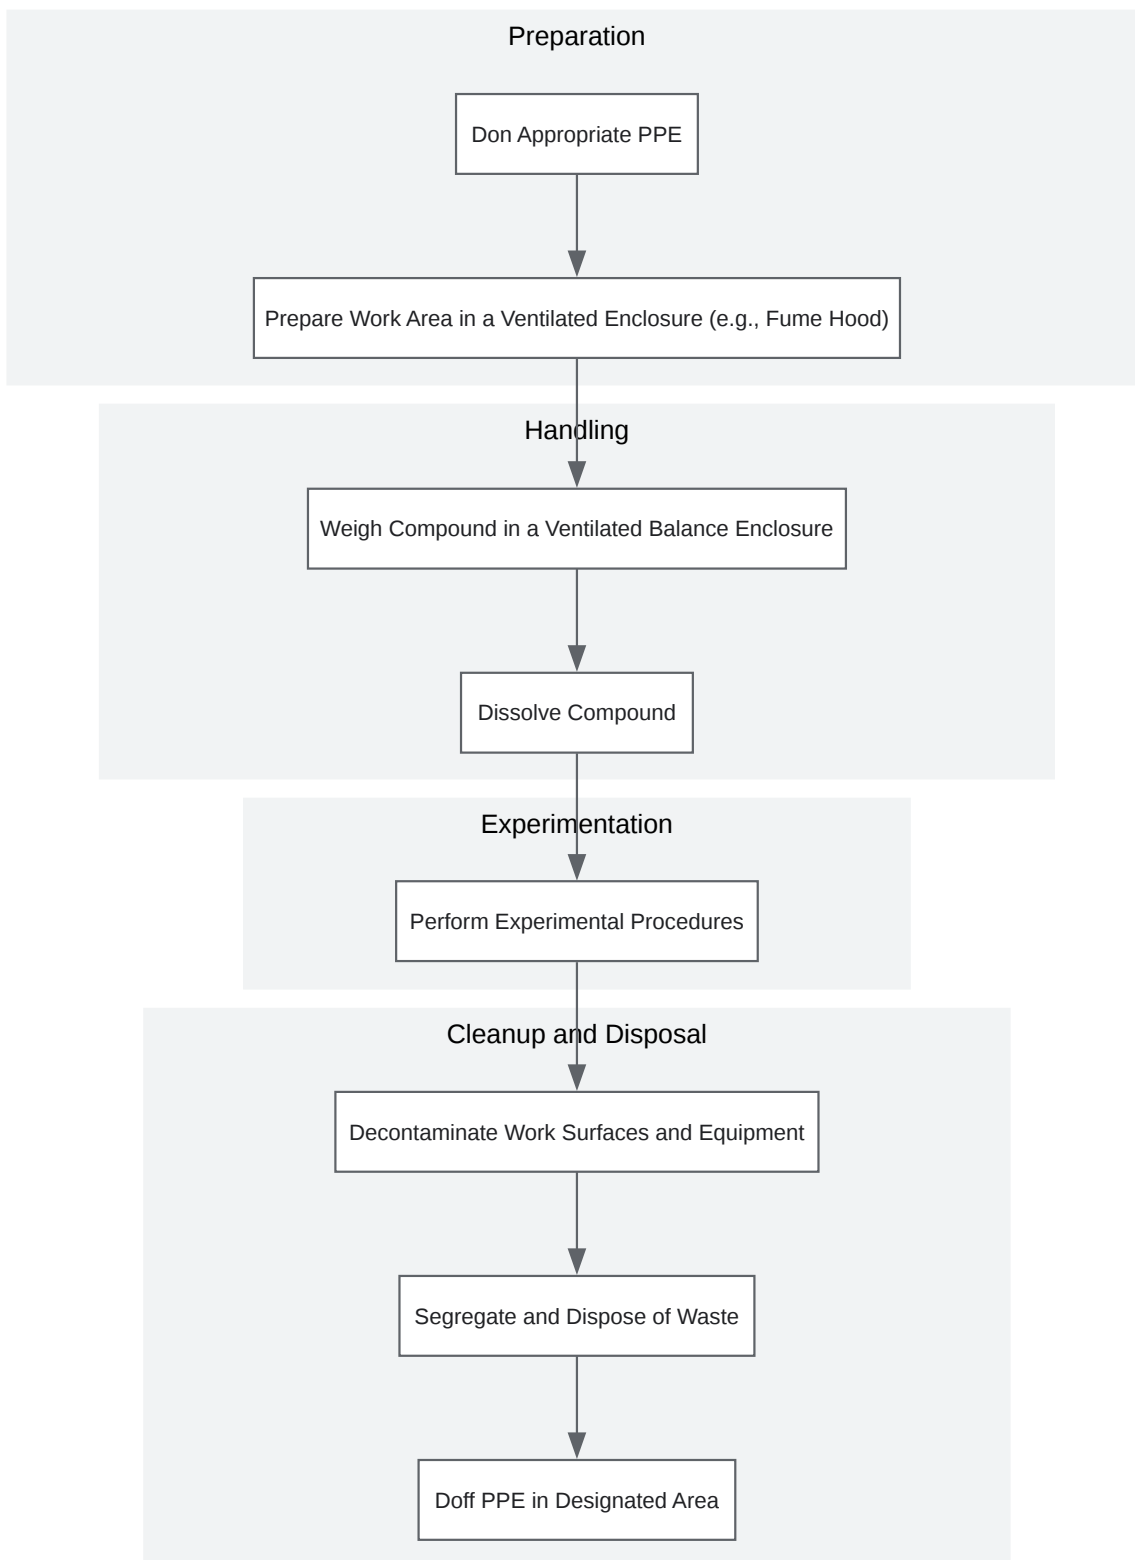 Preparation
Don Appropriate PPE
Prepare Work Area in a Ventilated Enclosure (e.g., Fume Hood)
Handling
Weigh Compound in a Ventilated Balance Enclosure
Dissolve Compound
Experimentation
Perform Experimental Procedures
Cleanup and Disposal
Decontaminate Work Surfaces and Equipment
Segregate and Dispose of Waste
Doff PPE in Designated Area